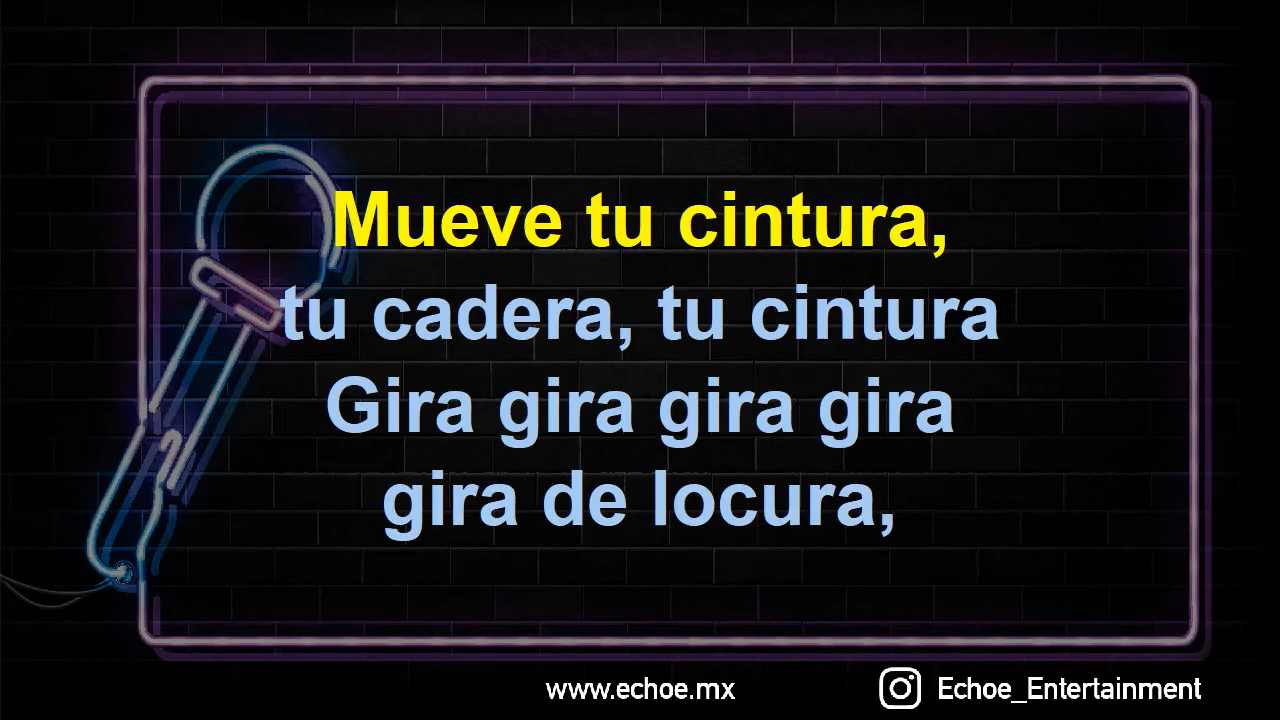 Mueve tu cintura,
tu cadera, tu cintura
Gira gira gira gira
gira de locura,
www.echoe.mx
Echoe_Entertainment